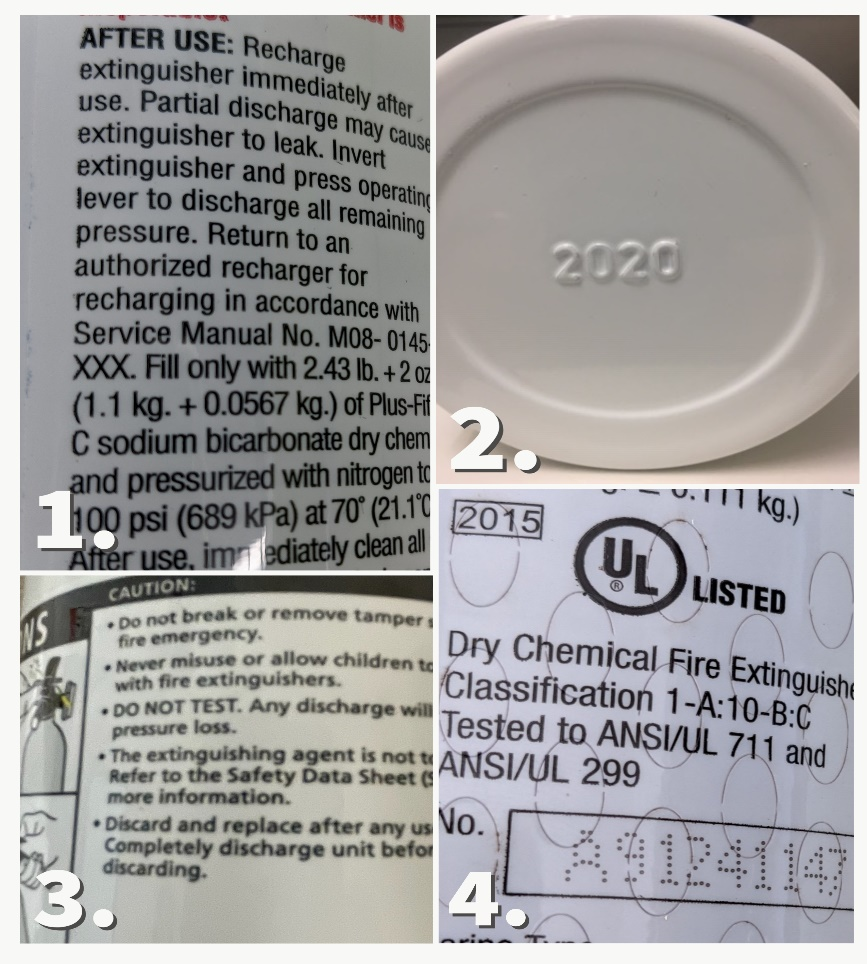 AFTER USE: Recharge
extinguisher immediately after
use. Partial discharge may cause
extinguisher to leak. Invert
extinguisher and press operating
lever to discharge all remaining
pressure. Return to an
authorized recharger for
recharging in accordance with
Service Manual No. M08- 0145-
XXX. Fill only with 2.43 lb. + 2 oz
(1.1 kg. + 0.0567 kg.) of Plus-Fif
C sodium bicarbonate dry chem
and pressurized with nitrogen to
100 psi (689 kPa) at 70° (21.1°C
After use, immediately clean all
1.
2020
2.
CAUTION:
• Do not break or remove tamper s
fire emergency.
• Never misuse or allow children to
with fire extinguishers.
• DO NOT TEST. Any discharge will
pressure loss.
• The extinguishing agent is not to
Refer to the Safety Data Sheet (S
more information.
• Discard and replace after any us
Completely discharge unit befor
discarding.
NS
3.
0.111 kg.)
2015
UL
®
LISTED
Dry Chemical Fire Extinguishe
Classification 1-A:10-B:C
Tested to ANSI/UL 711 and
ANSI/UL 299
No.
4.